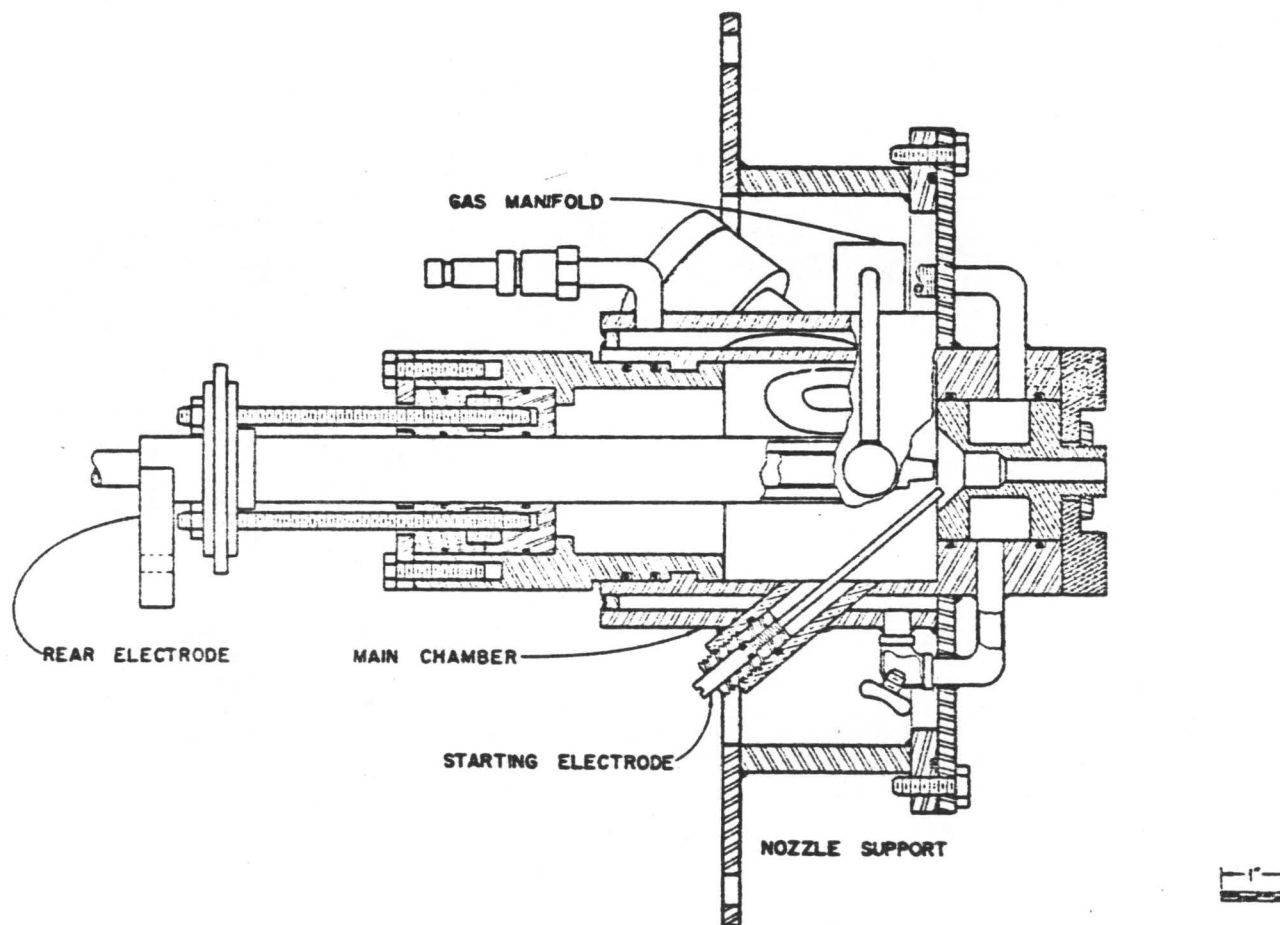 GAS MANIFOLD
REAR ELECTRODE
MAIN CHAMBER
STARTING ELECTRODE
NOZZLE SUPPORT
1"